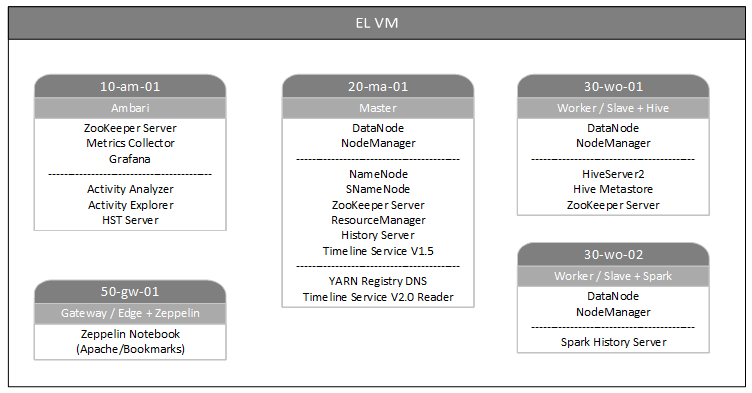 EL VM
10-am-01
Ambari
ZooKeeper Server
Metrics Collector
Grafana
Activity Analyzer
Activity Explorer
HST Server
20-ma-01
Master
DataNode
NodeManager
NameNode
SNameNode
ZooKeeper Server
ResourceManager
History Server
Timeline Service V1.5
YARN Registry DNS
Timeline Service V2.0 Reader
30-wo-01
Worker / Slave + Hive
DataNode
NodeManager
HiveServer2
Hive Metastore
ZooKeeper Server
50-gw-01
Gateway / Edge + Zeppelin
Zeppelin Notebook
(Apache/Bookmarks)
30-wo-02
Worker / Slave + Spark
DataNode
NodeManager
Spark History Server